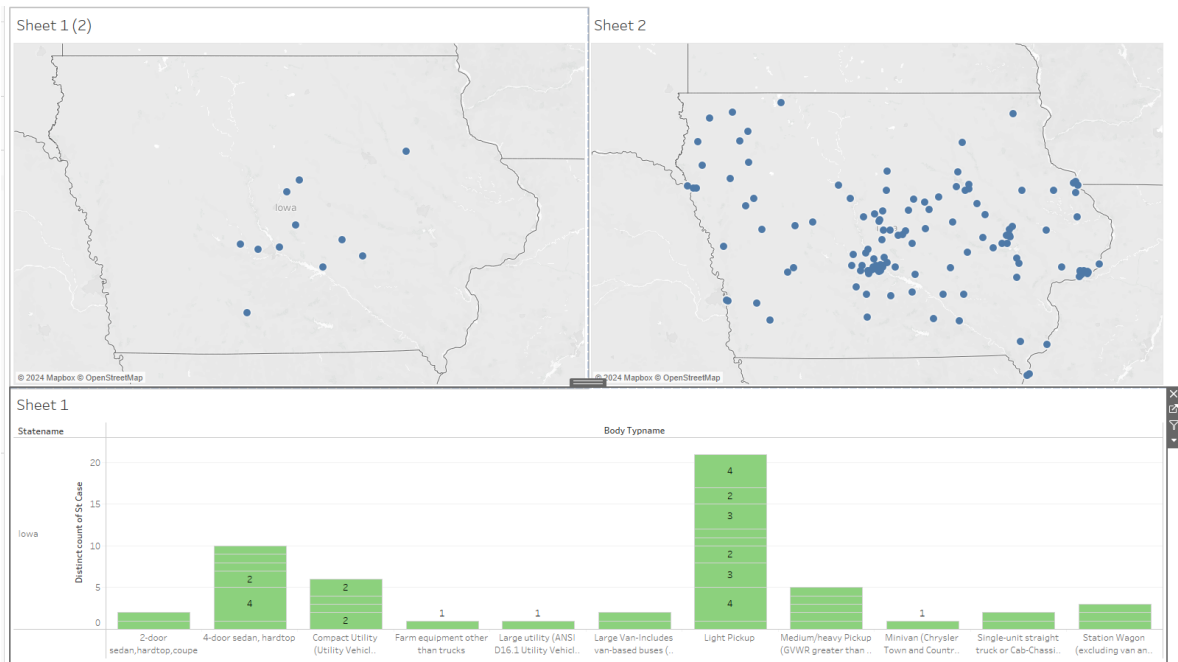 Sheet 1 (2)
Sheet 2
Iowa
© 2024 Mapbox © OpenStreetMap
© 2024 Mapbox © OpenStreetMap
Sheet 1
Statename
Body Typname
Distinct count of St Case
20
15
10
5
0
Iowa
2
4
2
2
1
1
4
2
3
2
3
4
1
2-door
sedan,hardtop,coupe
4-door sedan, hardtop
Compact Utility
(Utility Vehicl..
Farm equipment other
than trucks
Large utility (ANSI
D16.1 Utility Vehicl..
Large Van-Includes
van-based buses (..
Light Pickup
Medium/heavy Pickup
(GVWR greater than ..
Minivan (Chrysler
Town and Countr..
Single-unit straight
truck or Cab-Chassi..
Station Wagon
(excluding van an..